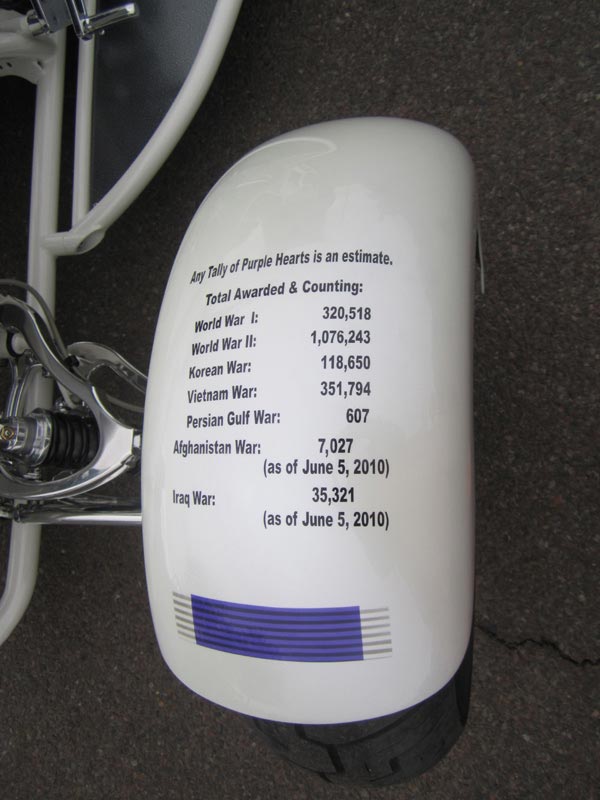 Any Tally of Purple Hearts is an estimate.
Total Awarded & Counting:
World War I: 320,518
World War II: 1,076,243
Korean War: 118,650
Vietnam War: 351,794
Persian Gulf War: 607
Afghanistan War: 7,027
(as of June 5, 2010)
Iraq War: 35,321
(as of June 5, 2010)